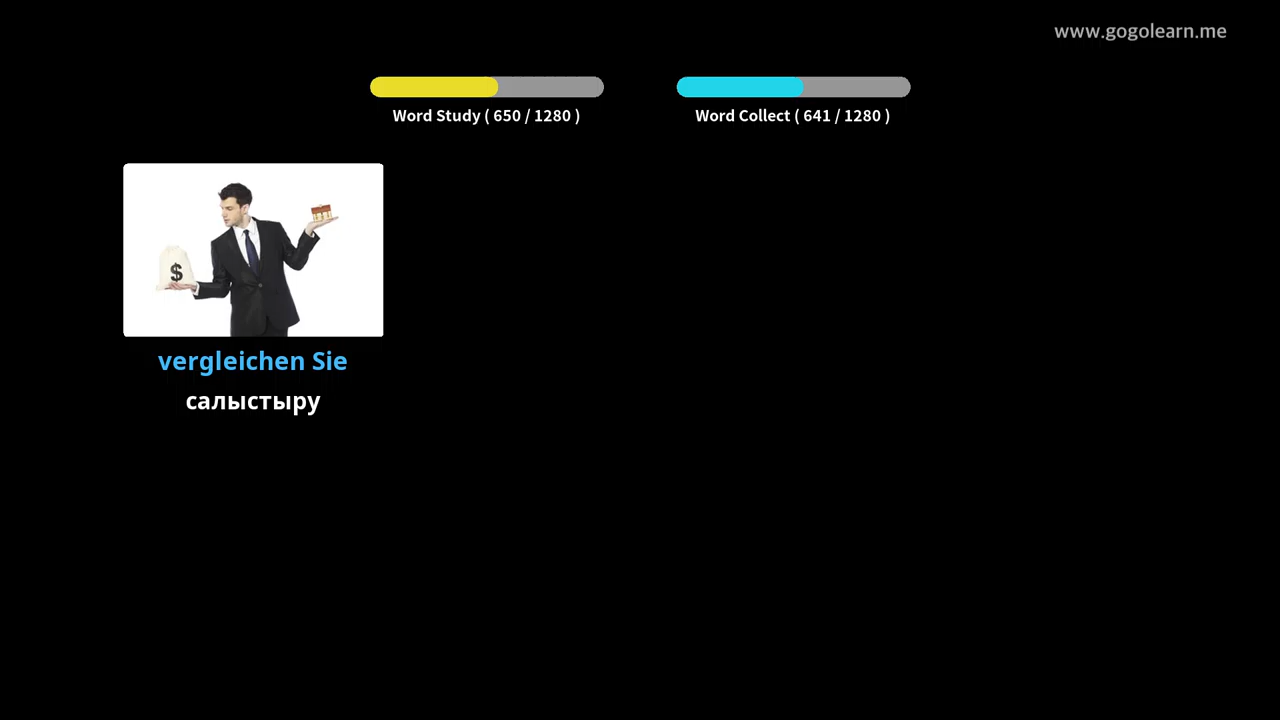 www.gogolearn.me
Word Study ( 650 / 1280 )
Word Collect ( 641 / 1280 )
$
vergleichen Sie
салыстыру